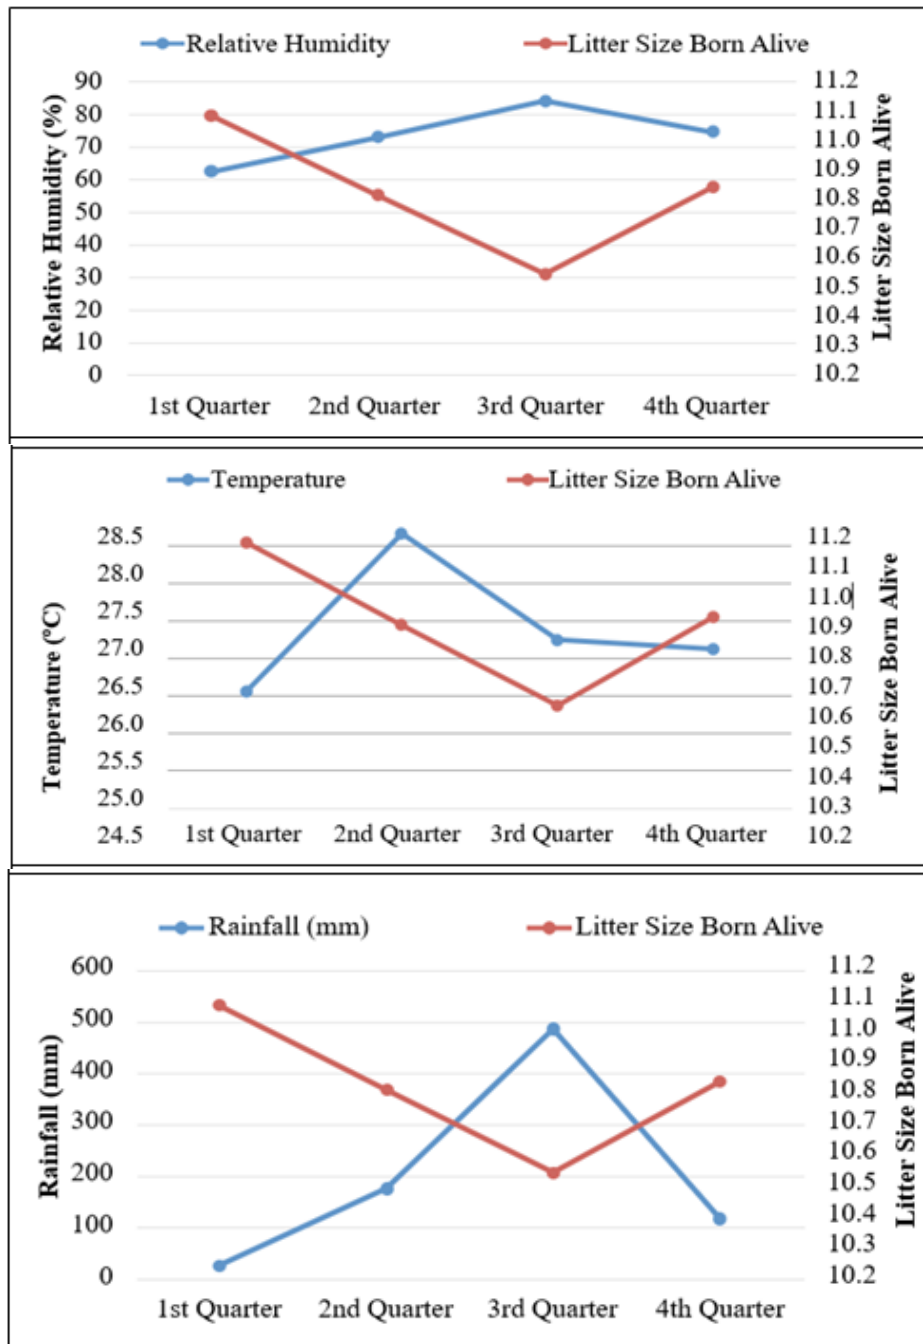 Relative Humidity Litter Size Born Alive
90 11.2
80 11.1
70 11.0
60 10.9
50 10.8
40 10.7
30 10.6
20 10.5
10 10.4
0 10.3
10.2
Relative Humidity (%)
Litter Size Born Alive
1st Quarter 2nd Quarter 3rd Quarter 4th Quarter
Temperature Litter Size Born Alive
28.5 11.2
28.0 11.1
27.5 11.0
27.0 10.9
26.5 10.8
26.0 10.7
25.5 10.6
25.0 10.5
24.5 10.4
10.3
10.2
Temperature (°C)
Litter Size Born Alive
1st Quarter 2nd Quarter 3rd Quarter 4th Quarter
Rainfall (mm) Litter Size Born Alive
600 11.2
500 11.1
400 11.0
300 10.9
200 10.8
100 10.7
0 10.6
10.5
10.4
10.3
10.2
Rainfall (mm)
Litter Size Born Alive
1st Quarter 2nd Quarter 3rd Quarter 4th Quarter